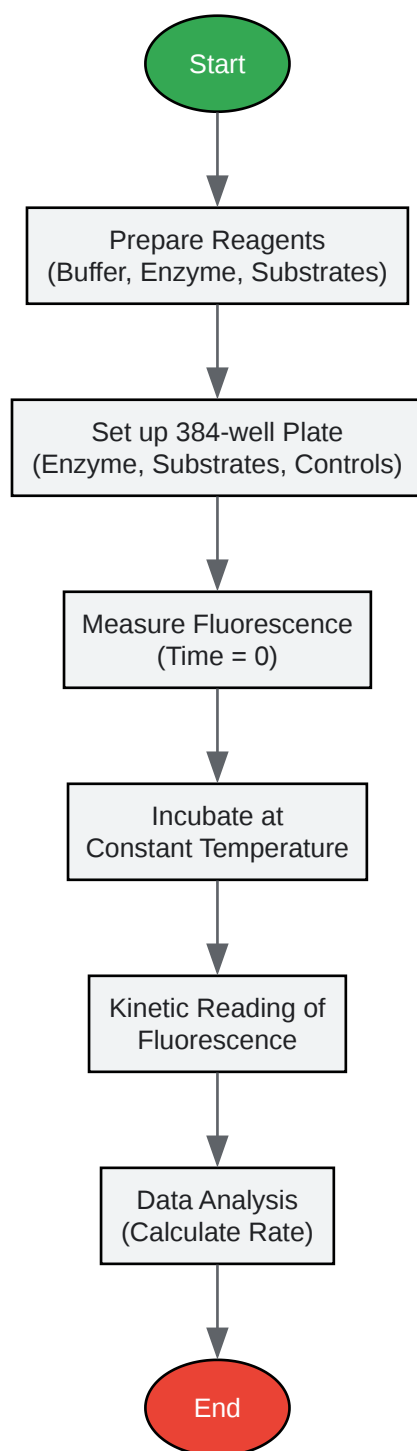 Start
Prepare Reagents
(Buffer, Enzyme, Substrates)
Set up 384-well Plate
(Enzyme, Substrates, Controls)
Measure Fluorescence
(Time = 0)
Incubate at
Constant Temperature
Kinetic Reading of
Fluorescence
Data Analysis
(Calculate Rate)
End